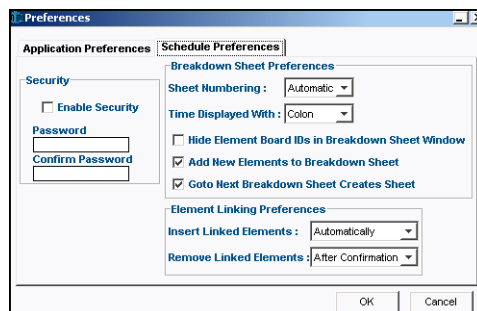 Preferences
Application Preferences
Schedule Preferences
Security
Enable Security
Password
Confirm Password
Breakdown Sheet Preferences
Sheet Numbering : Automatic
Time Displayed With : Colon
Hide Element Board IDs in Breakdown Sheet Window
Add New Elements to Breakdown Sheet
Goto Next Breakdown Sheet Creates Sheet
Element Linking Preferences
Insert Linked Elements : Automatically
Remove Linked Elements : After Confirmation
OK Cancel